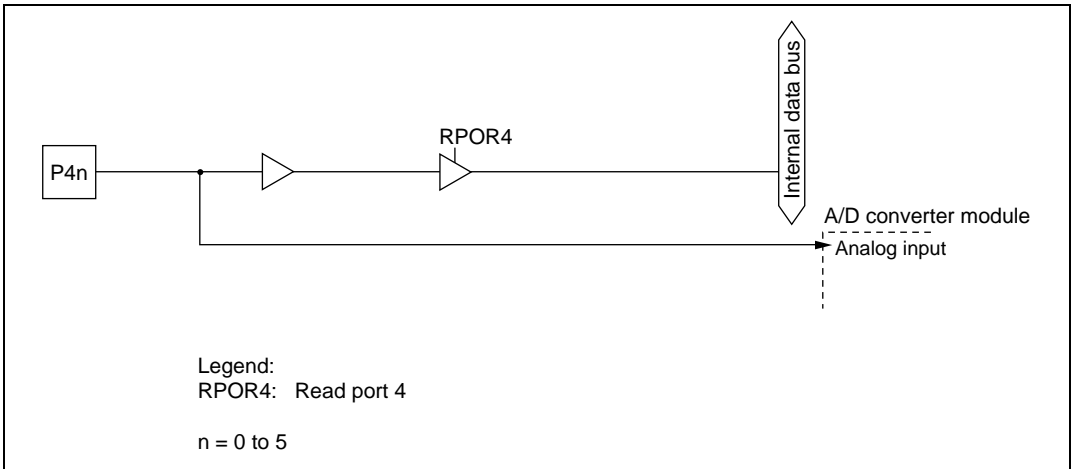 RPOR4
P4n
Internal data bus
A/D converter module
Analog input
Legend:
RPOR4: Read port 4
n = 0 to 5